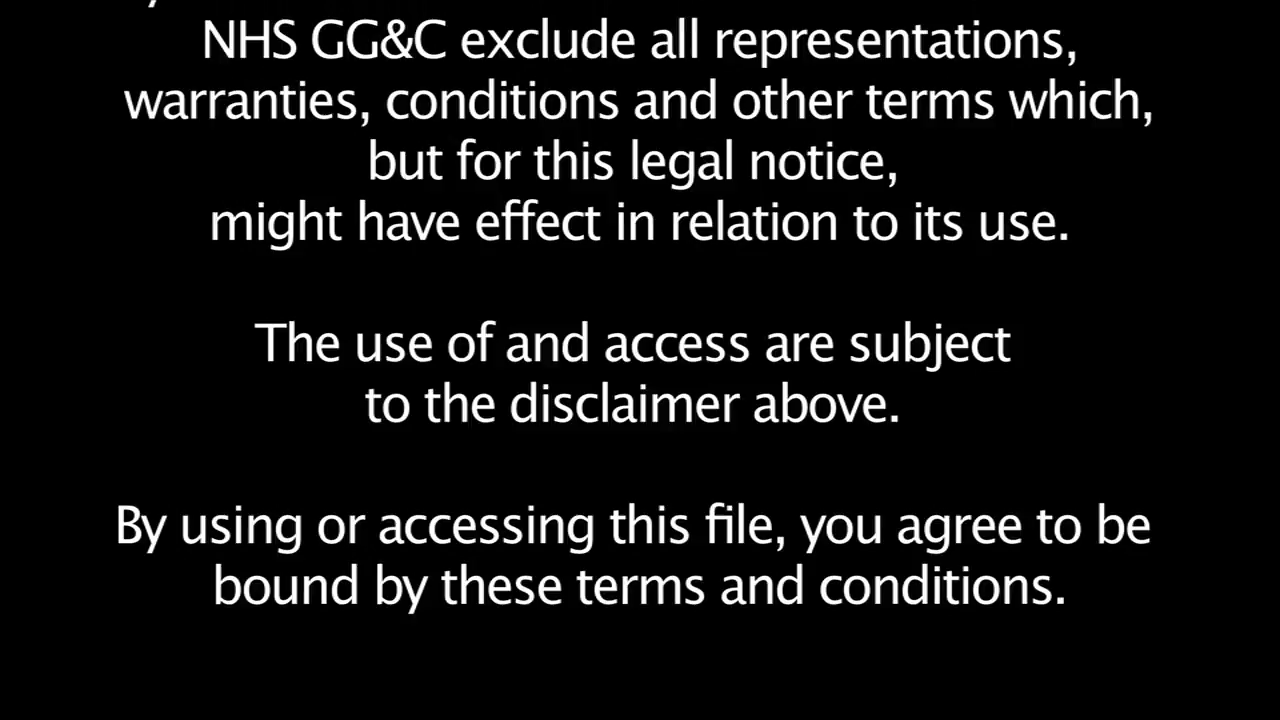 NHS GG&C exclude all representations,
warranties, conditions and other terms which,
but for this legal notice,
might have effect in relation to its use.
The use of and access are subject
to the disclaimer above.
By using or accessing this file, you agree to be
bound by these terms and conditions.